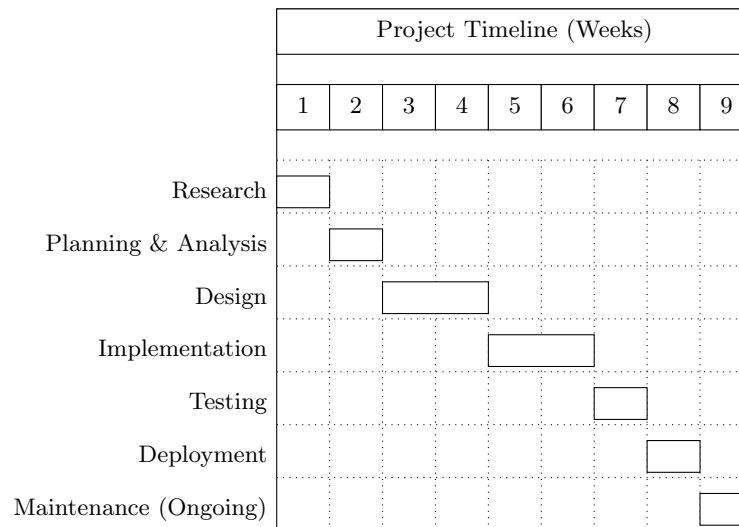 Project Timeline (Weeks)
1 2 3 4 5 6 7 8 9
Research
Planning & Analysis
Design
Implementation
Testing
Deployment
Maintenance (Ongoing)